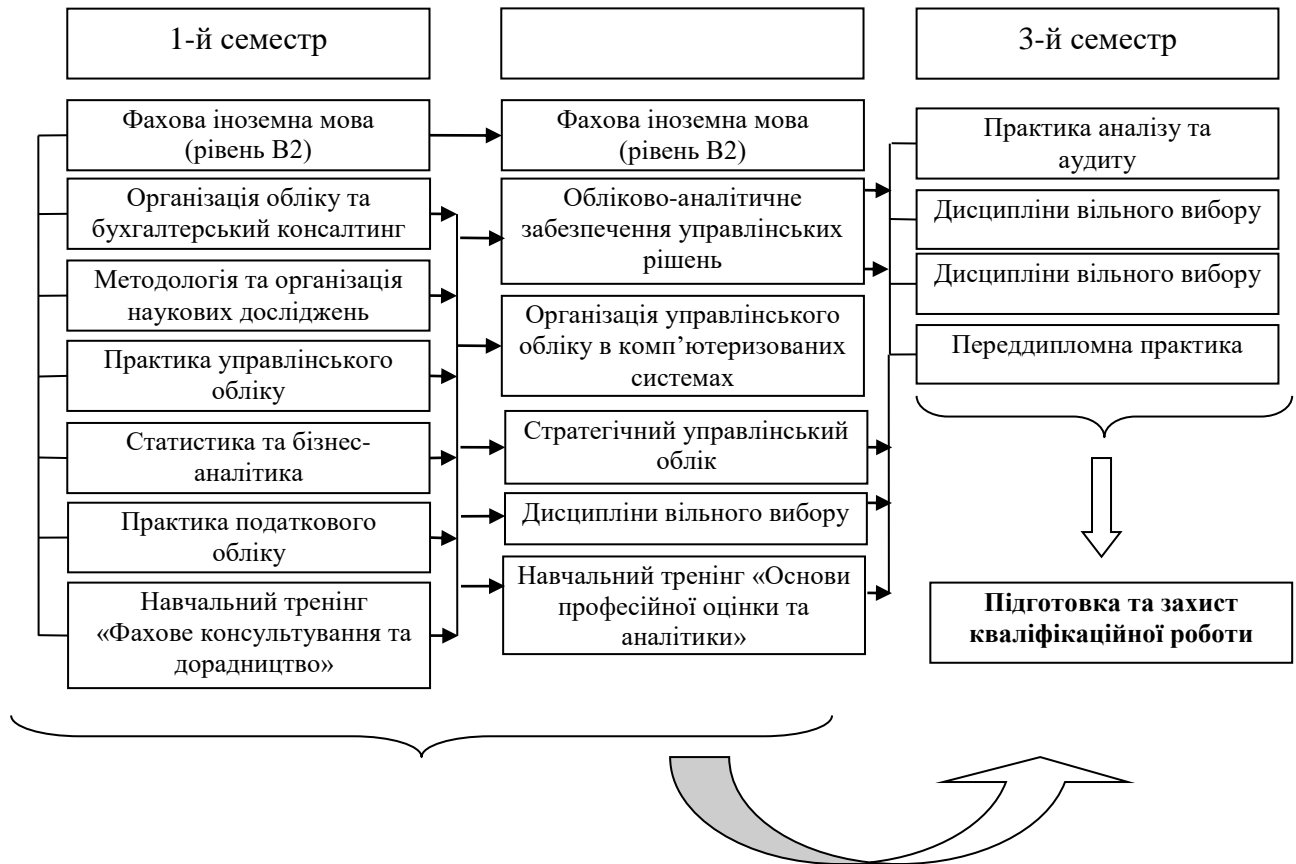 1-й семестр
3-й семестр
Фахова іноземна мова
(рівень В2)
Організація обліку та
бухгалтерський консалтинг
Методологія та організація
наукових досліджень
Практика управлінського
обліку
Статистика та бізнес-
аналітика
Практика податкового
обліку
Навчальний тренінг
«Фахове консультування та
дорадництво»
Фахова іноземна мова
(рівень В2)
Обліково-аналітичне
забезпечення управлінських
рішень
Організація управлінського
обліку в комп’ютеризованих
системах
Стратегічний управлінський
облік
Дисципліни вільного вибору
Навчальний тренінг «Основи
професійної оцінки та
аналітики»
Практика аналізу та
аудиту
Дисципліни вільного вибору
Дисципліни вільного вибору
Переддипломна практика
Підготовка та захист
кваліфікаційної роботи